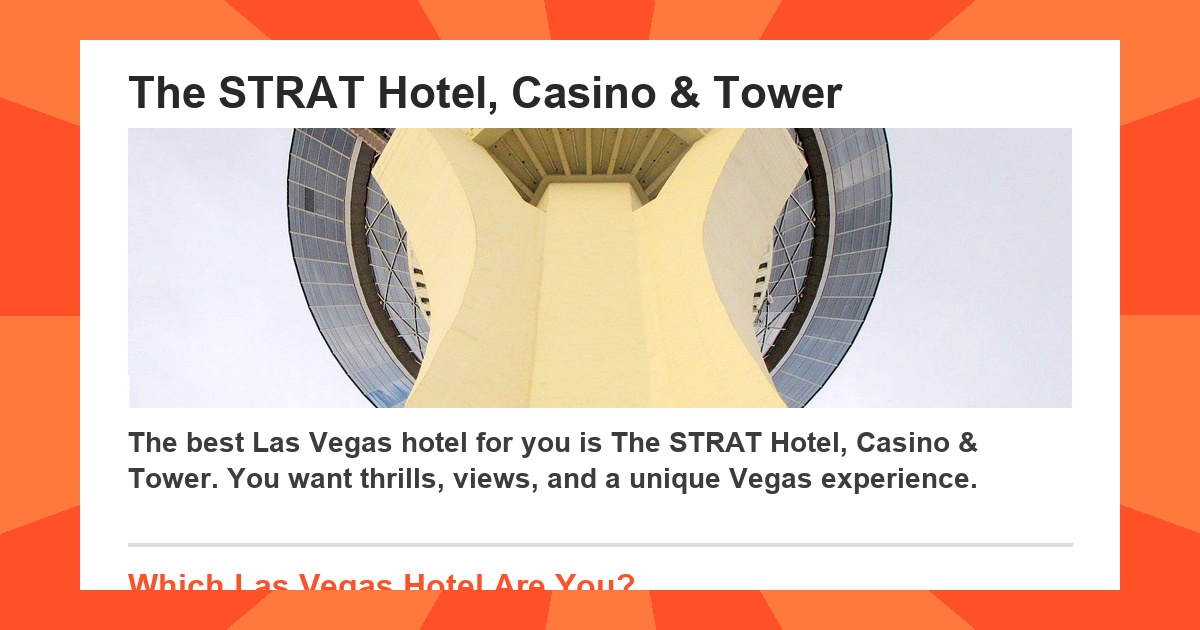 The STRAT Hotel, Casino & Tower
The best Las Vegas hotel for you is The STRAT Hotel, Casino &
Tower. You want thrills, views, and a unique Vegas experience.
Which Las Vegas Hotel Are You?